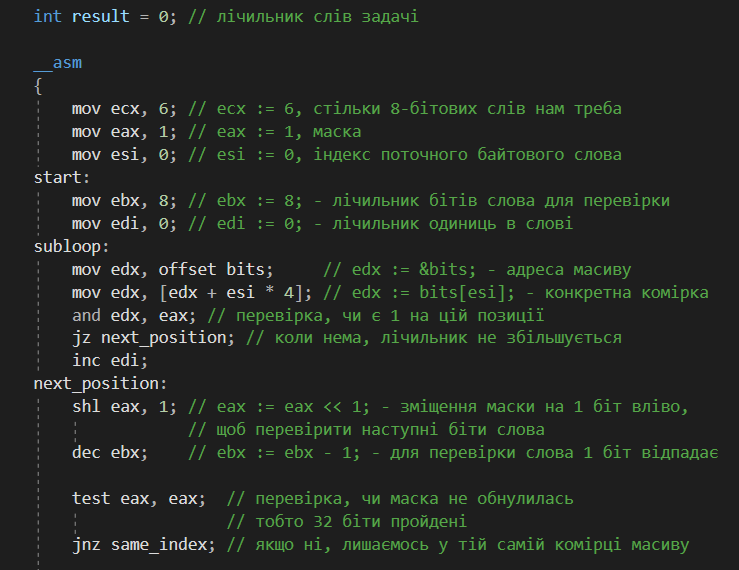 int result = 0; // лічильник слів задачі
__asm
{
mov ecx, 6; // ecx := 6, стільки 8-бітових слів нам треба
mov eax, 1; // eax := 1, маска
mov esi, 0; // esi := 0, індекс поточного байтового слова
start:
mov ebx, 8; // ebx := 8; - лічильник бітів слова для перевірки
mov edi, 0; // edi := 0; - лічильник одиниць в слові
subloop:
mov edx, offset bits;     // edx := &bits; - адреса масиву
mov edx, [edx + esi * 4]; // edx := bits[esi]; - конкретна комірка
and edx, eax; // перевірка, чи є 1 на цій позиції
jz next_position; // коли нема, лічильник не збільшується
inc edi;
next_position:
shl eax, 1; // eax := eax << 1; - зміщення маски на 1 біт вліво,
// щоб перевірити наступні біти слова
dec ebx;    // ebx := ebx - 1; - для перевірки слова 1 біт відпадає
test eax, eax;  // перевірка, чи маска не обнулилась
// тобто 32 біти пройдені
jnz same_index; // якщо ні, лишаємось у тій самій комірці масиву